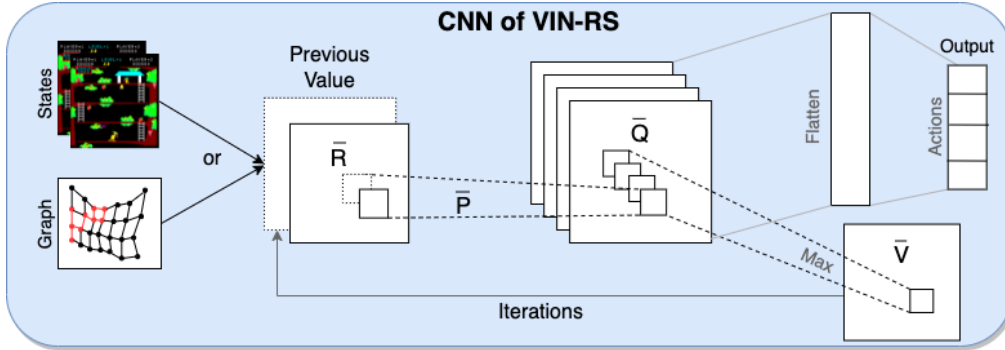 CNN of VIN-RS
States
Graph
or
Previous
Value
R̅
P̅
Q̅
Flatten
Actions
Output
Max
V̅
Iterations